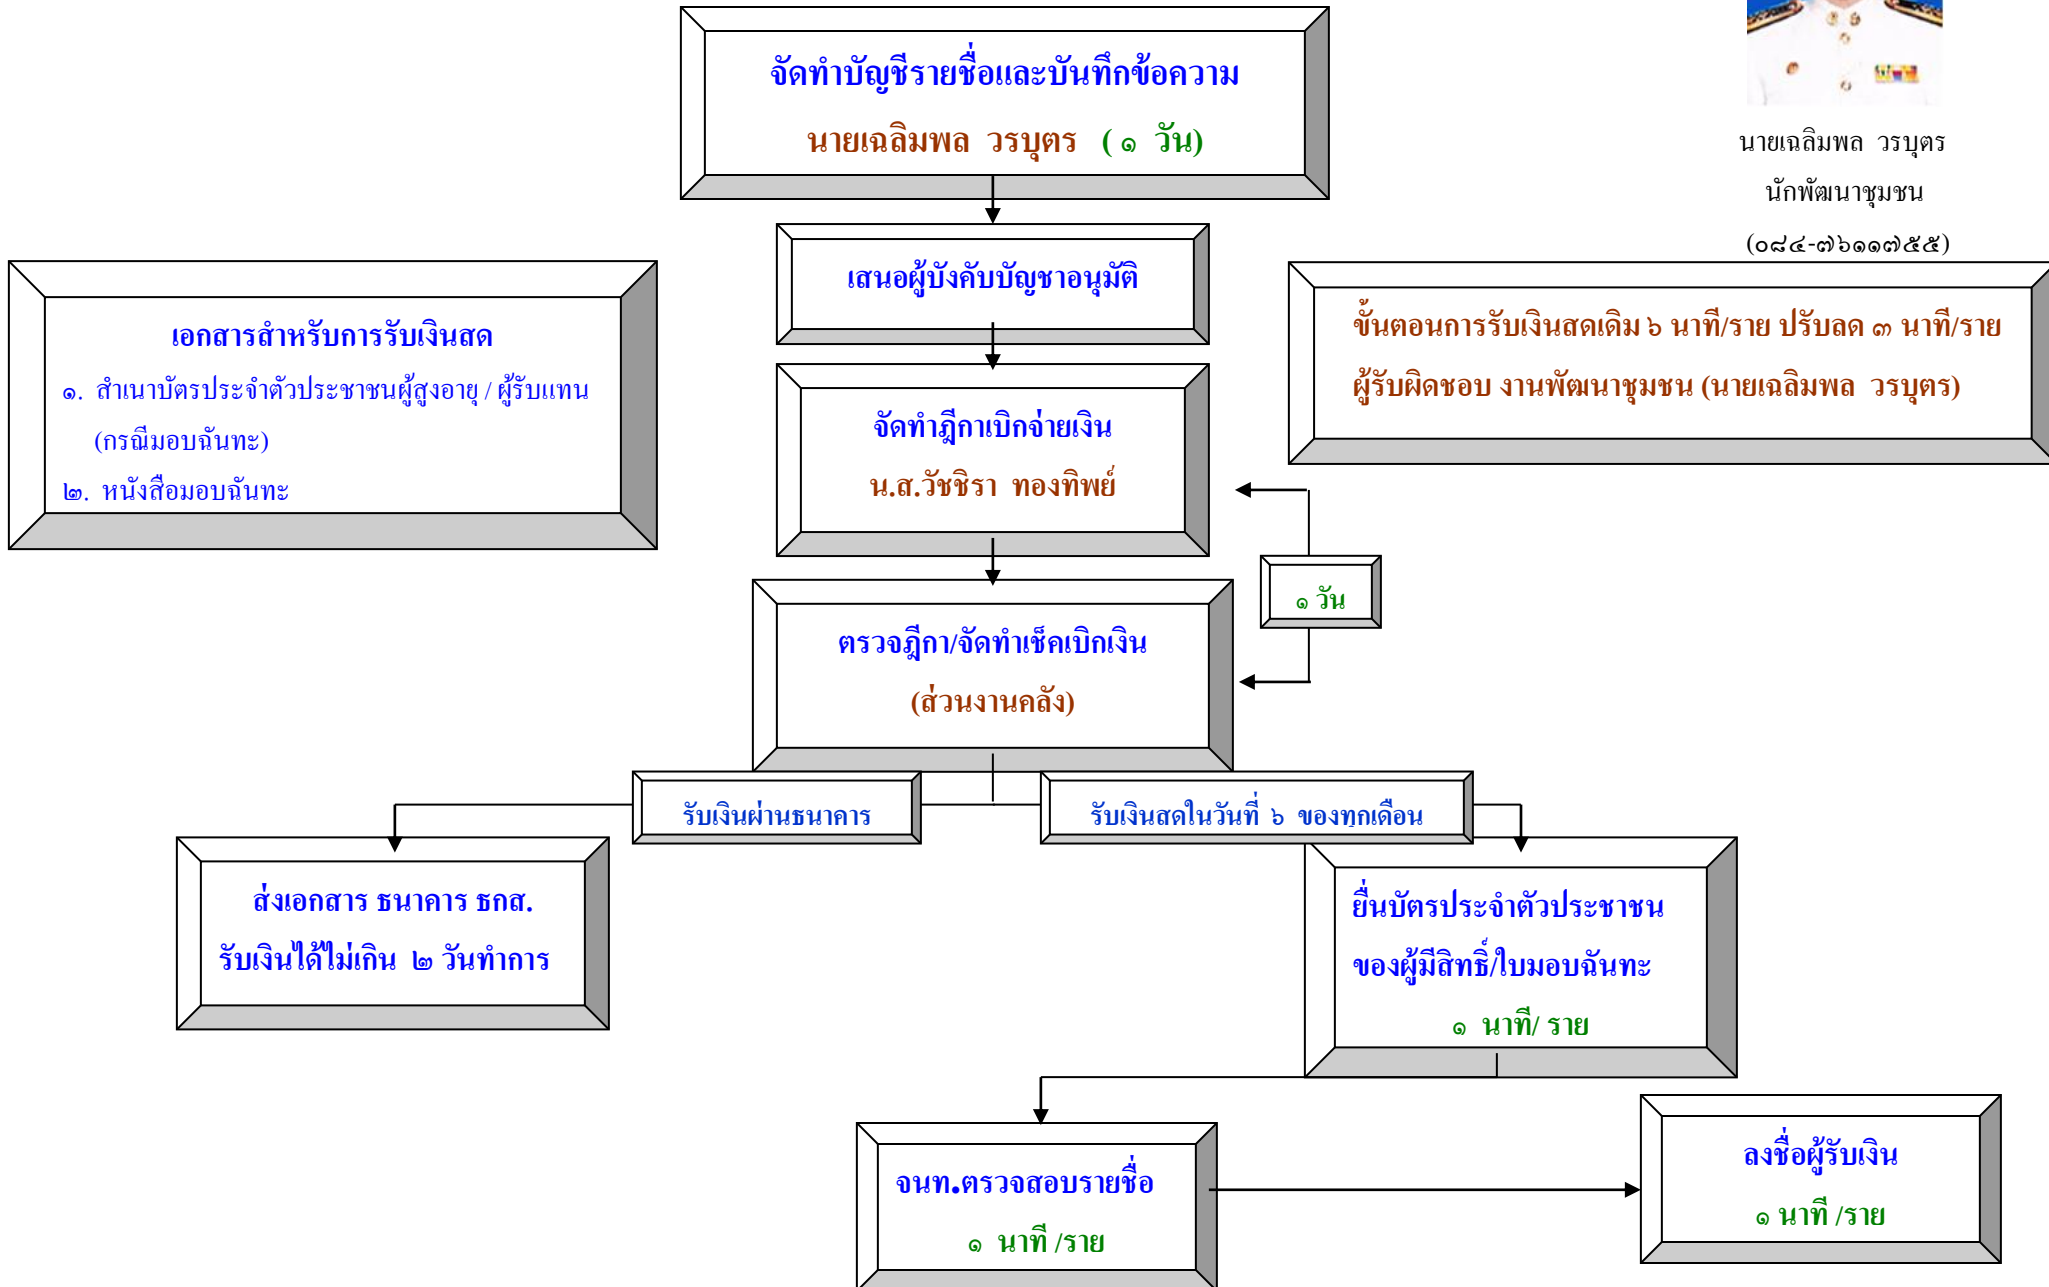 จัดทำบัญชีรายชื่อและบันทึกข้อความ
นายเฉลิมพล วรบุตร ( ๑ วัน)
นายเฉลิมพล วรบุตร
นักพัฒนาชุมชน
(๐๘๔-๗๖๑๑๗๕๕)
เสนอผู้บังคับบัญชาอนุมัติ
เอกสารสำหรับการรับเงินสด
๑. สำเนาบัตรประจำตัวประชาชนผู้สูงอายุ / ผู้รับแทน
(กรณีมอบฉันทะ)
๒. หนังสือมอบฉันทะ
ขั้นตอนการรับเงินสดเดิม ๖ นาที/ราย ปรับลด ๓ นาที/ราย
ผู้รับผิดชอบ งานพัฒนาชุมชน (นายเฉลิมพล วรบุตร)
จัดทำฎีกาเบิกจ่ายเงิน
น.ส.วัชชิรา ทองทิพย์
๑ วัน
ตรวจฎีกา/จัดทำเช็คเบิกเงิน
(ส่วนงานคลัง)
รับเงินผ่านธนาคาร
รับเงินสดในวันที่ ๖ ของทุกเดือน
ส่งเอกสาร ธนาคาร ธกส.
รับเงินได้ไม่เกิน ๒ วันทำการ
ยื่นบัตรประจำตัวประชาชน
ของผู้มีสิทธิ์/ใบมอบฉันทะ
๑ นาที/ ราย
จนท.ตรวจสอบรายชื่อ
๑ นาที /ราย
ลงชื่อผู้รับเงิน
๑ นาที /ราย